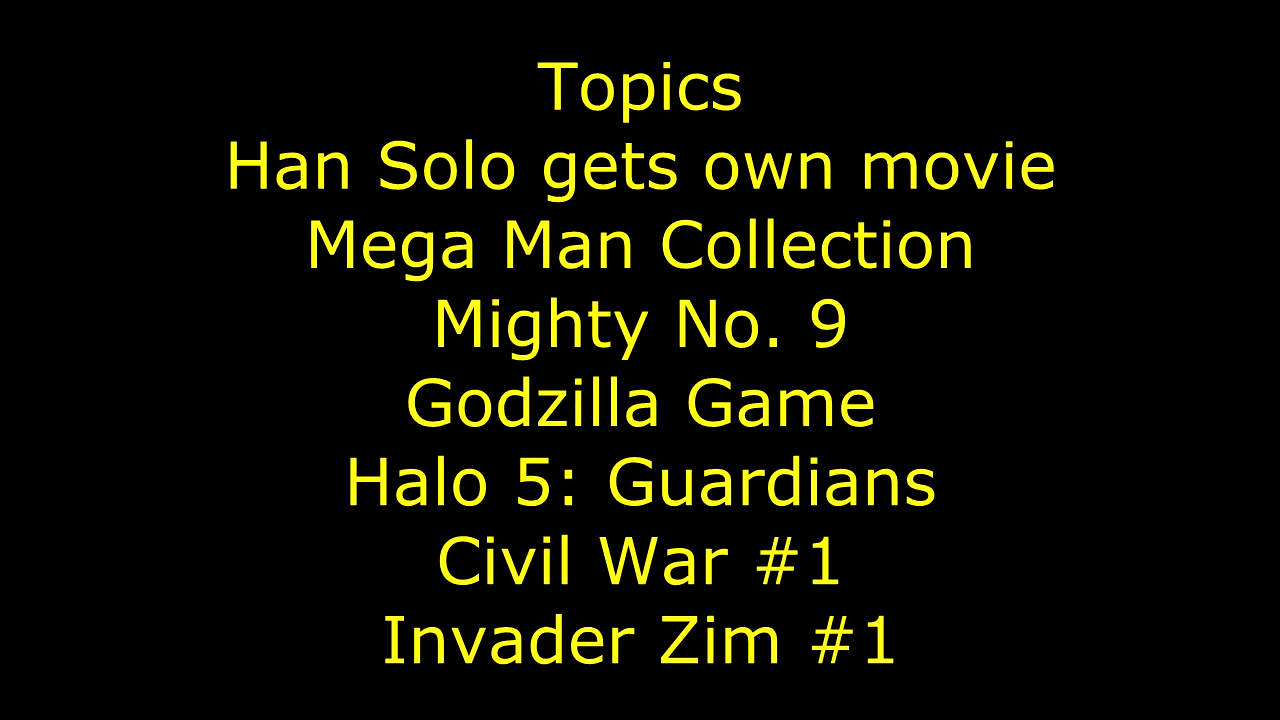 Topics
Han Solo gets own movie
Mega Man Collection
Mighty No. 9
Godzilla Game
Halo 5: Guardians
Civil War #1
Invader Zim #1